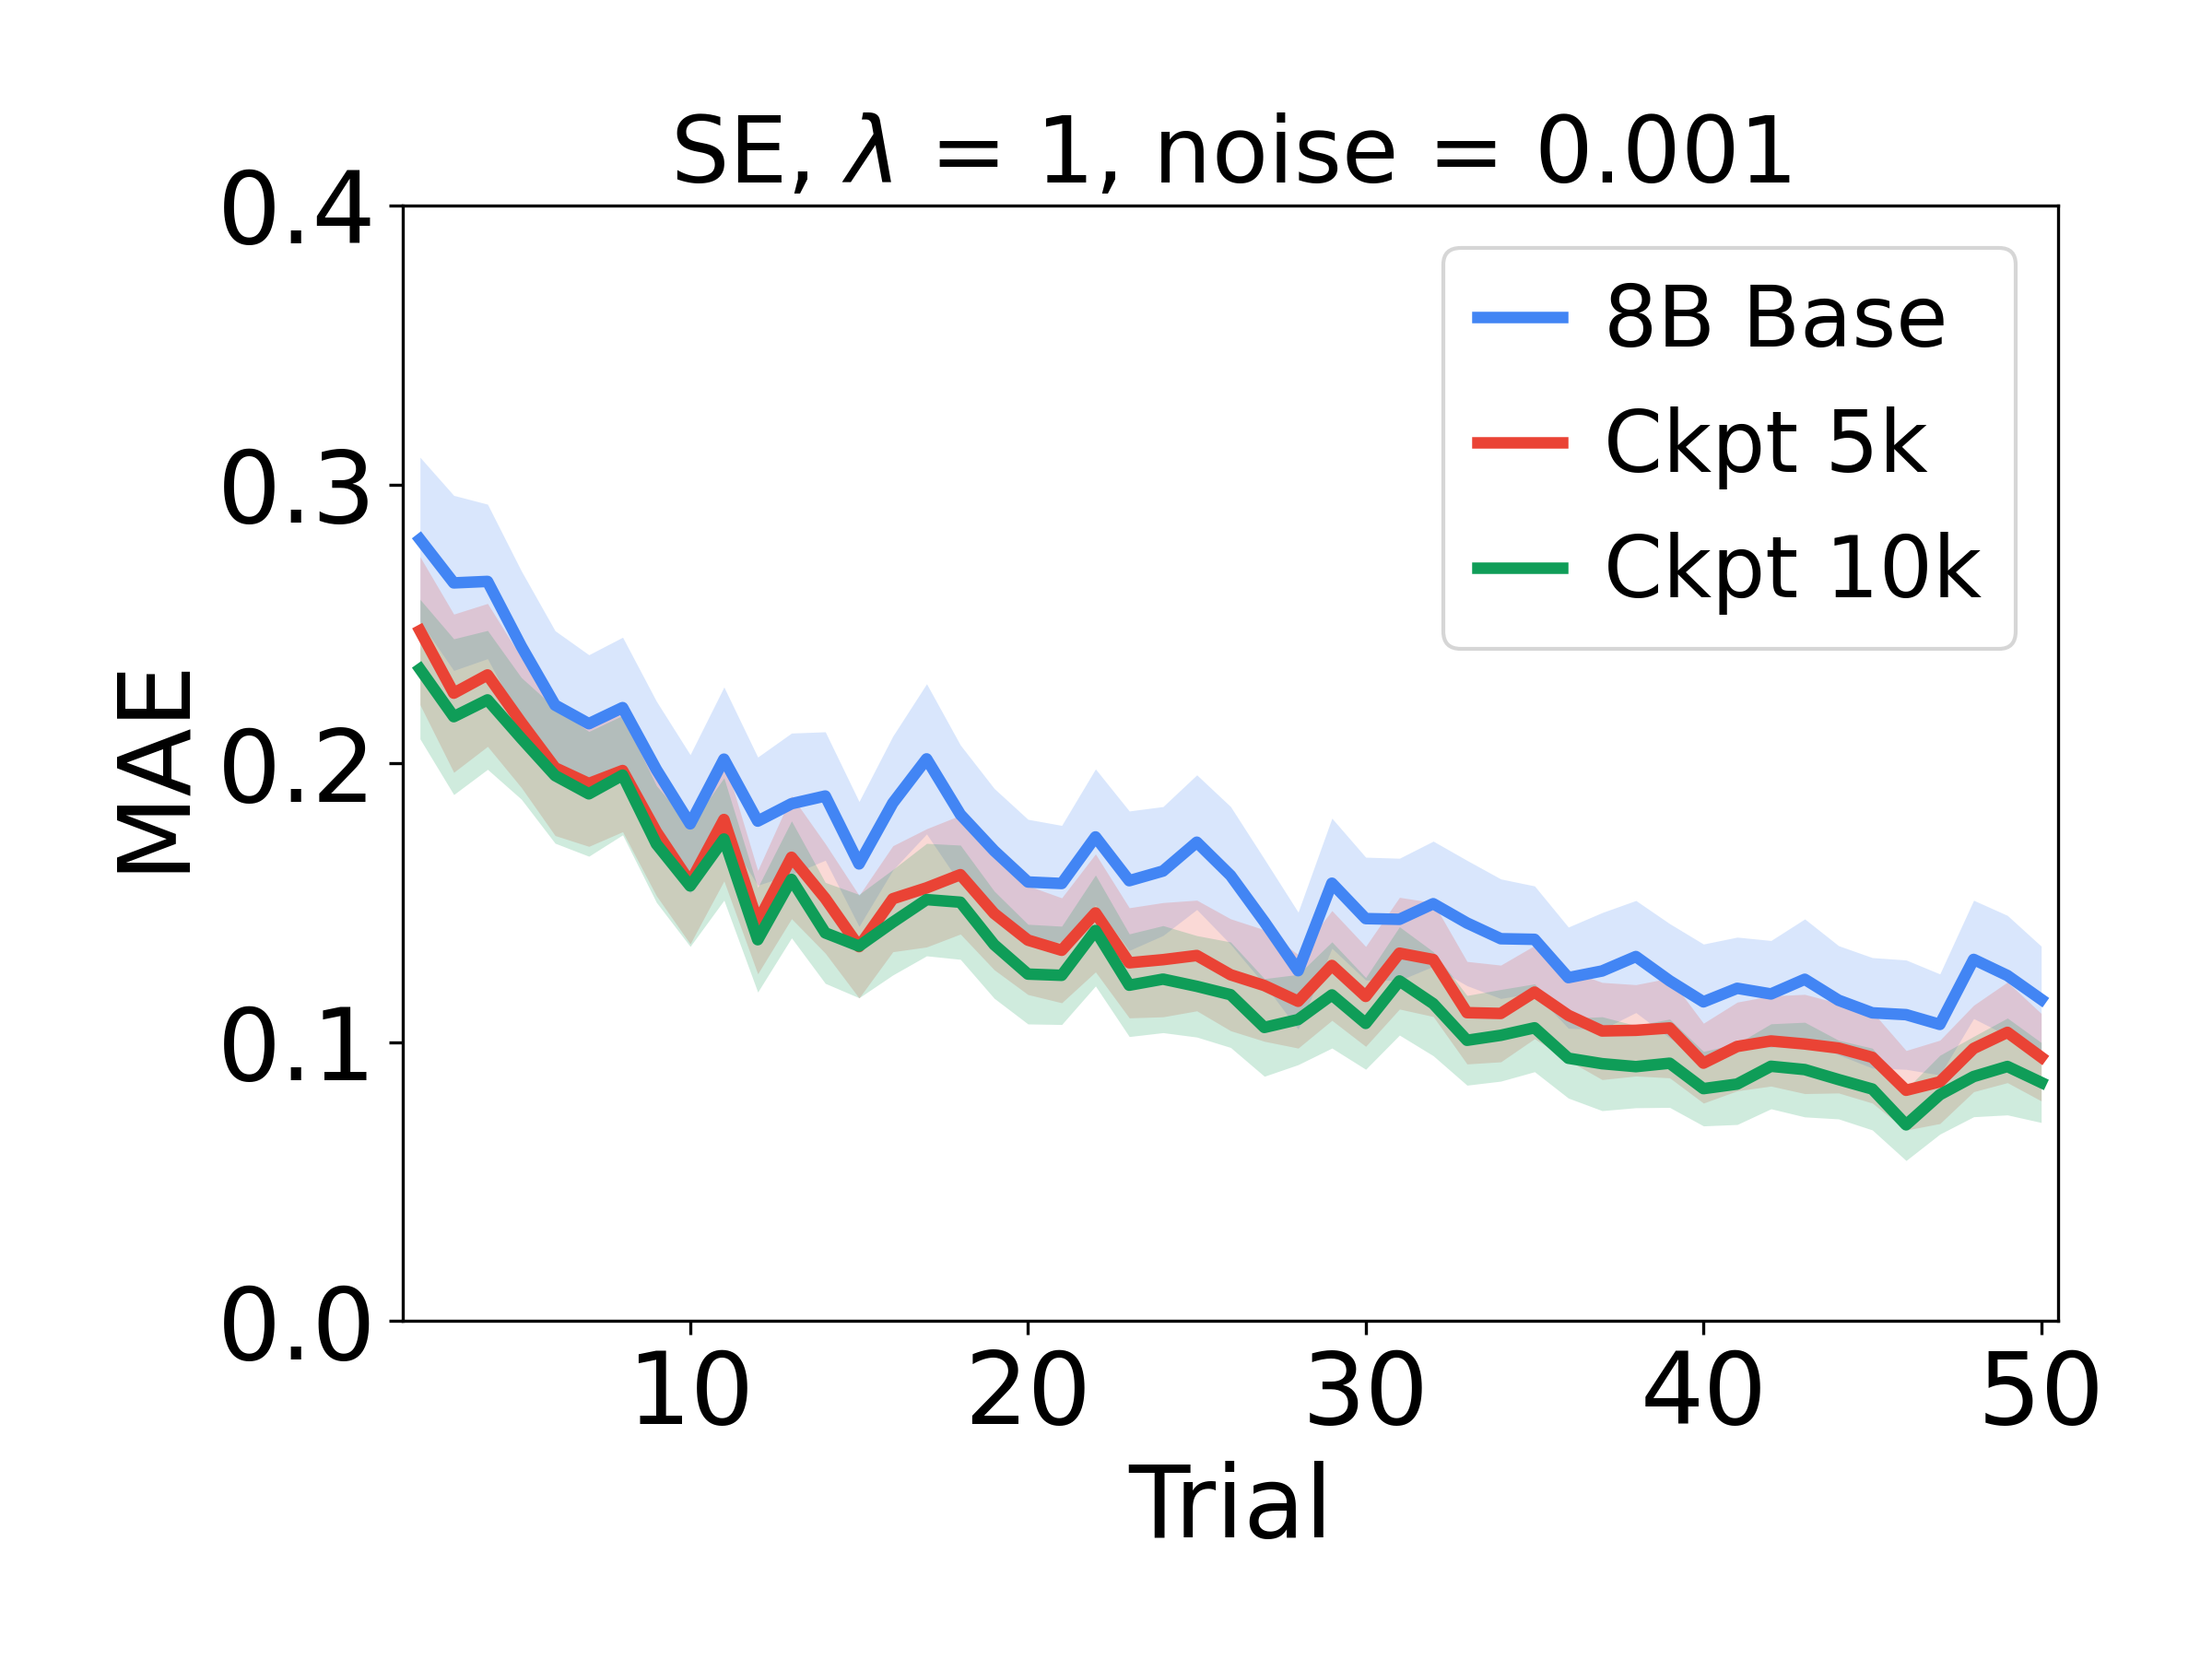 SE, λ = 1, noise = 0.001
0.4
0.3
0.2
0.1
0.0
MAE
8B Base
Ckpt 5k
Ckpt 10k
10 20 30 40 50
Trial